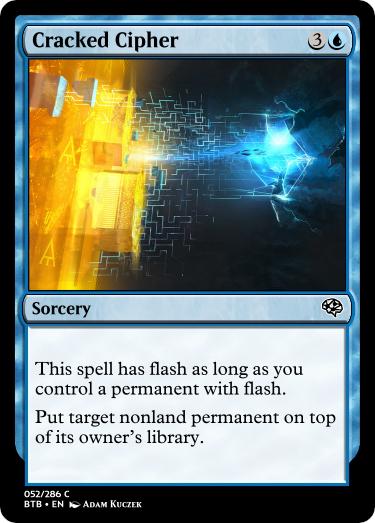 Cracked Cipher 3
Sorcery
This spell has flash as long as you
control a permanent with flash.
Put target nonland permanent on top
of its owner's library.
052/286 C
BTB • EN Adam Kuczek